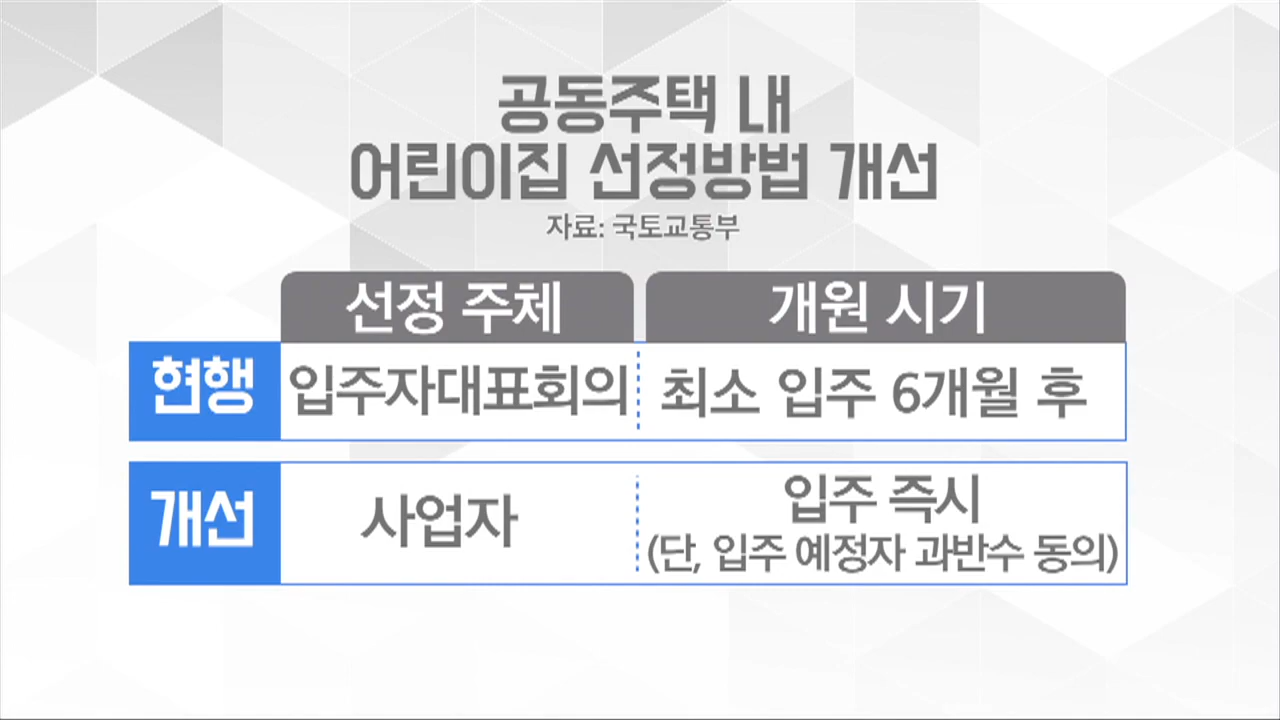 공동주택 내
어린이집 선정방법 개선
자료: 국토교통부
선정 주체 개원 시기
현행 입주자대표회의 최소 입주 6개월 후
개선 사업자 입주 즉시
(단, 입주 예정자 과반수 동의)